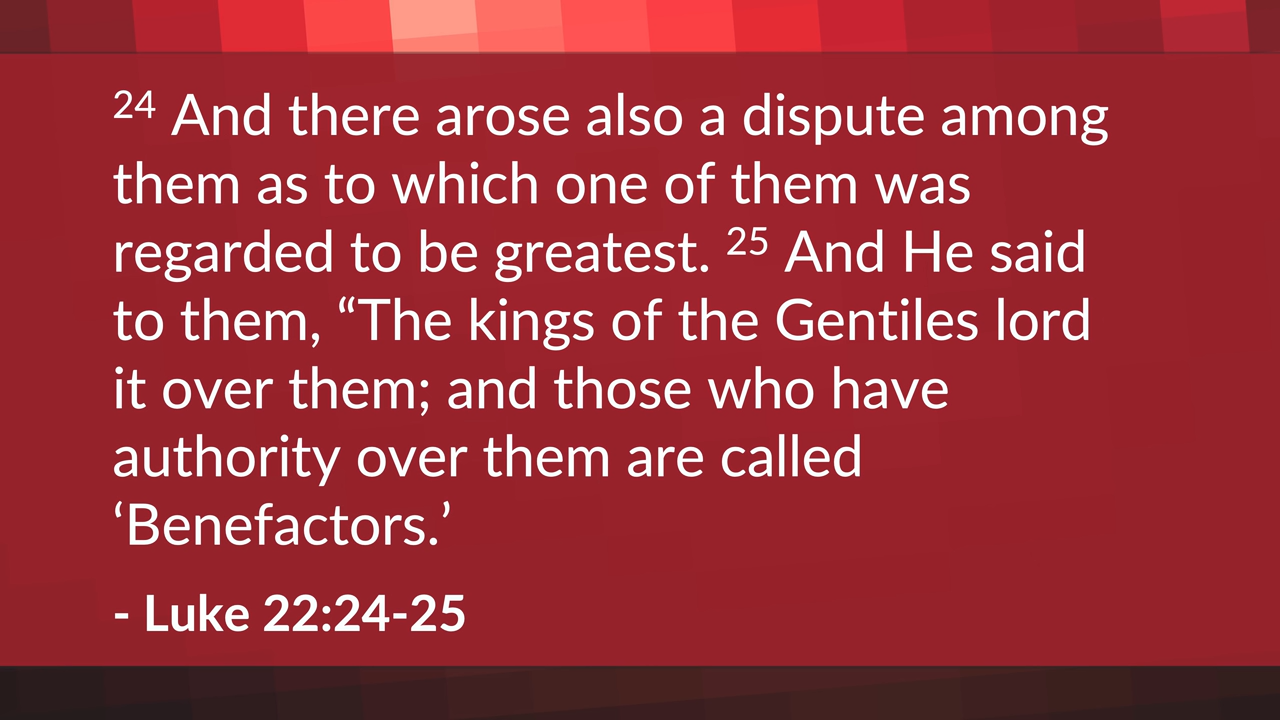 24 And there arose also a dispute among
them as to which one of them was
regarded to be greatest. 25 And He said
to them, “The kings of the Gentiles lord
it over them; and those who have
authority over them are called
‘Benefactors.’
- Luke 22:24-25